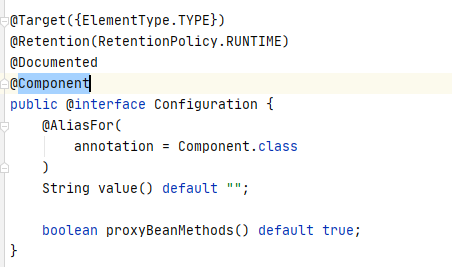 @Target({ElementType.TYPE})
@Retention(RetentionPolicy.RUNTIME)
@Documented
@Component
public @interface Configuration {
    @AliasFor(
        annotation = Component.class
    )
    String value() default "";

    boolean proxyBeanMethods() default true;
}